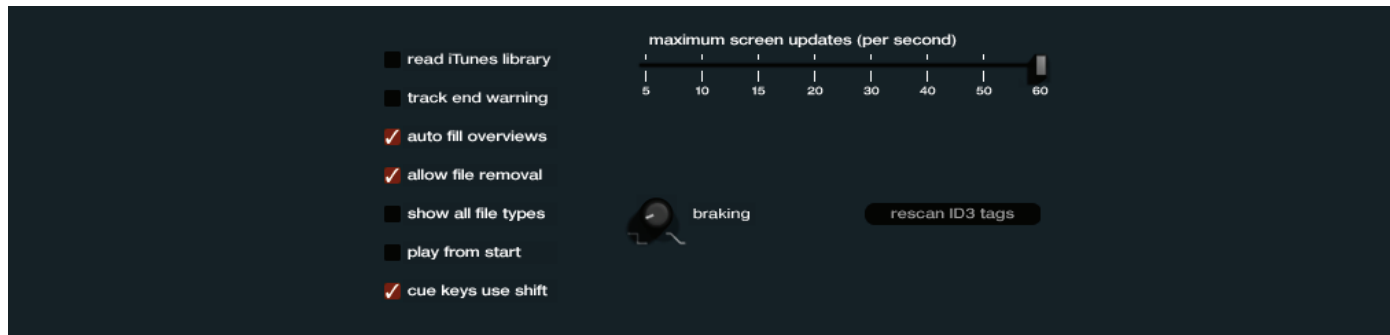 read iTunes library
track end warning
auto fill overviews
allow file removal
show all file types
play from start
cue keys use shift
maximum screen updates (per second)
5 10 15 20 30 40 50 60
braking
rescan ID3 tags